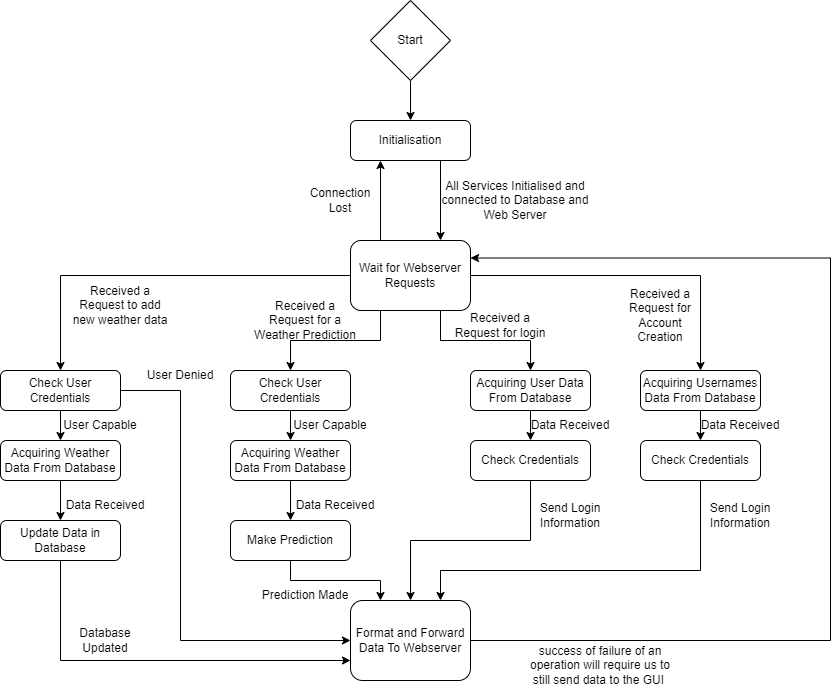 Start
Initialisation
Connection
Lost
All Services Initialised and
connected to Database and
Web Server
Wait for Webserver
Requests
Received a
Request to add
new weather data
Received a
Request for a
Weather Prediction
Received a
Request for login
Received a
Request for
Account
Creation
User Denied
Check User
Credentials
Check User
Credentials
Acquiring User Data
From Database
Acquiring Usernames
Data From Database
User Capable
User Capable
Data Received
Data Received
Acquiring Weather
Data From Database
Acquiring Weather
Data From Database
Check Credentials
Check Credentials
Data Received
Data Received
Send Login
Information
Send Login
Information
Update Data in
Database
Make Prediction
Prediction Made
Database
Updated
Format and Forward
Data To Webserver
success of failure of an
operation will require us to
still send data to the GUI